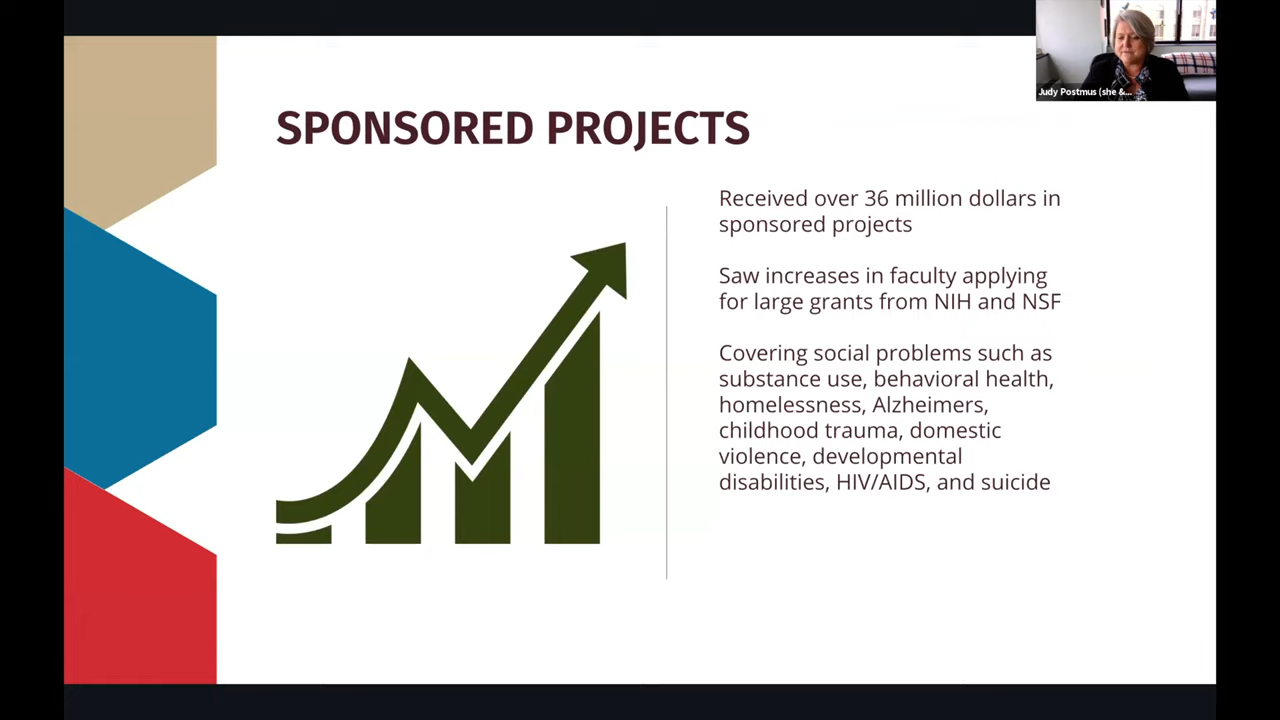 Judy Postmus (she &...
SPONSORED PROJECTS
Received over 36 million dollars in
sponsored projects
Saw increases in faculty applying
for large grants from NIH and NSF
Covering social problems such as
substance use, behavioral health,
homelessness, Alzheimers,
childhood trauma, domestic
violence, developmental
disabilities, HIV/AIDS, and suicide